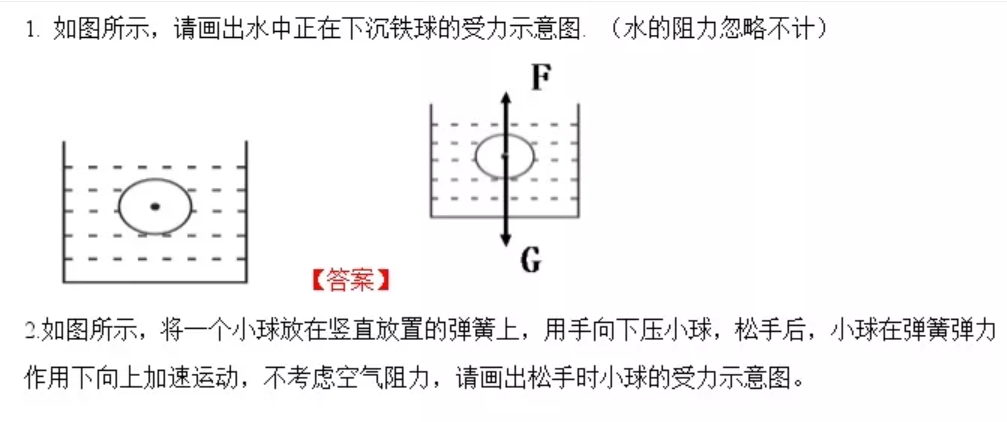 1. 如图所示，请画出水中正在下沉铁球的受力示意图. （水的阻力忽略不计）
F
G
【答案】
2.如图所示，将一个小球放在竖直放置的弹簧上，用手向下压小球，松手后，小球在弹簧弹力
作用下向上加速运动，不考虑空气阻力，请画出松手时小球的受力示意图。